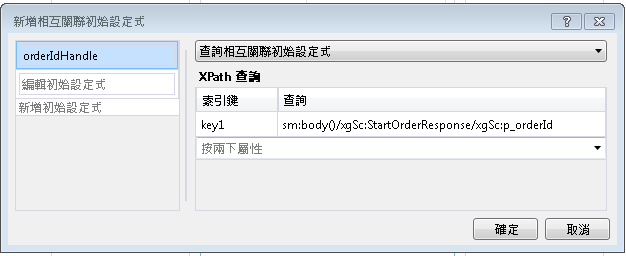 新增相互關聯初始設定式
orderIdHandle
編輯初始設定式
新增初始設定式
查詢相互關聯初始設定式
XPath 查詢
索引鍵 查詢
key1 sm:body()/xgSc:StartOrderResponse/xgSc:p_orderId
按兩下屬性
確定 取消